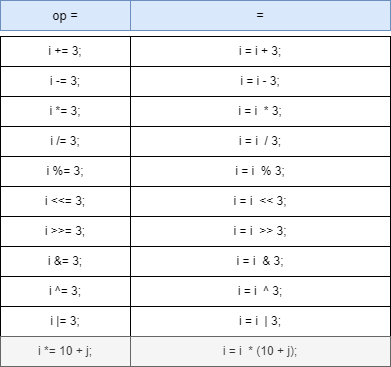 op = =
i += 3; i = i + 3;
i -= 3; i = i - 3;
i *= 3; i = i * 3;
i /= 3; i = i / 3;
i %= 3; i = i % 3;
i <<= 3; i = i << 3;
i >>= 3; i = i >> 3;
i &= 3; i = i & 3;
i ^= 3; i = i ^ 3;
i |= 3; i = i | 3;
i *= 10 + j; i = i * (10 + j);